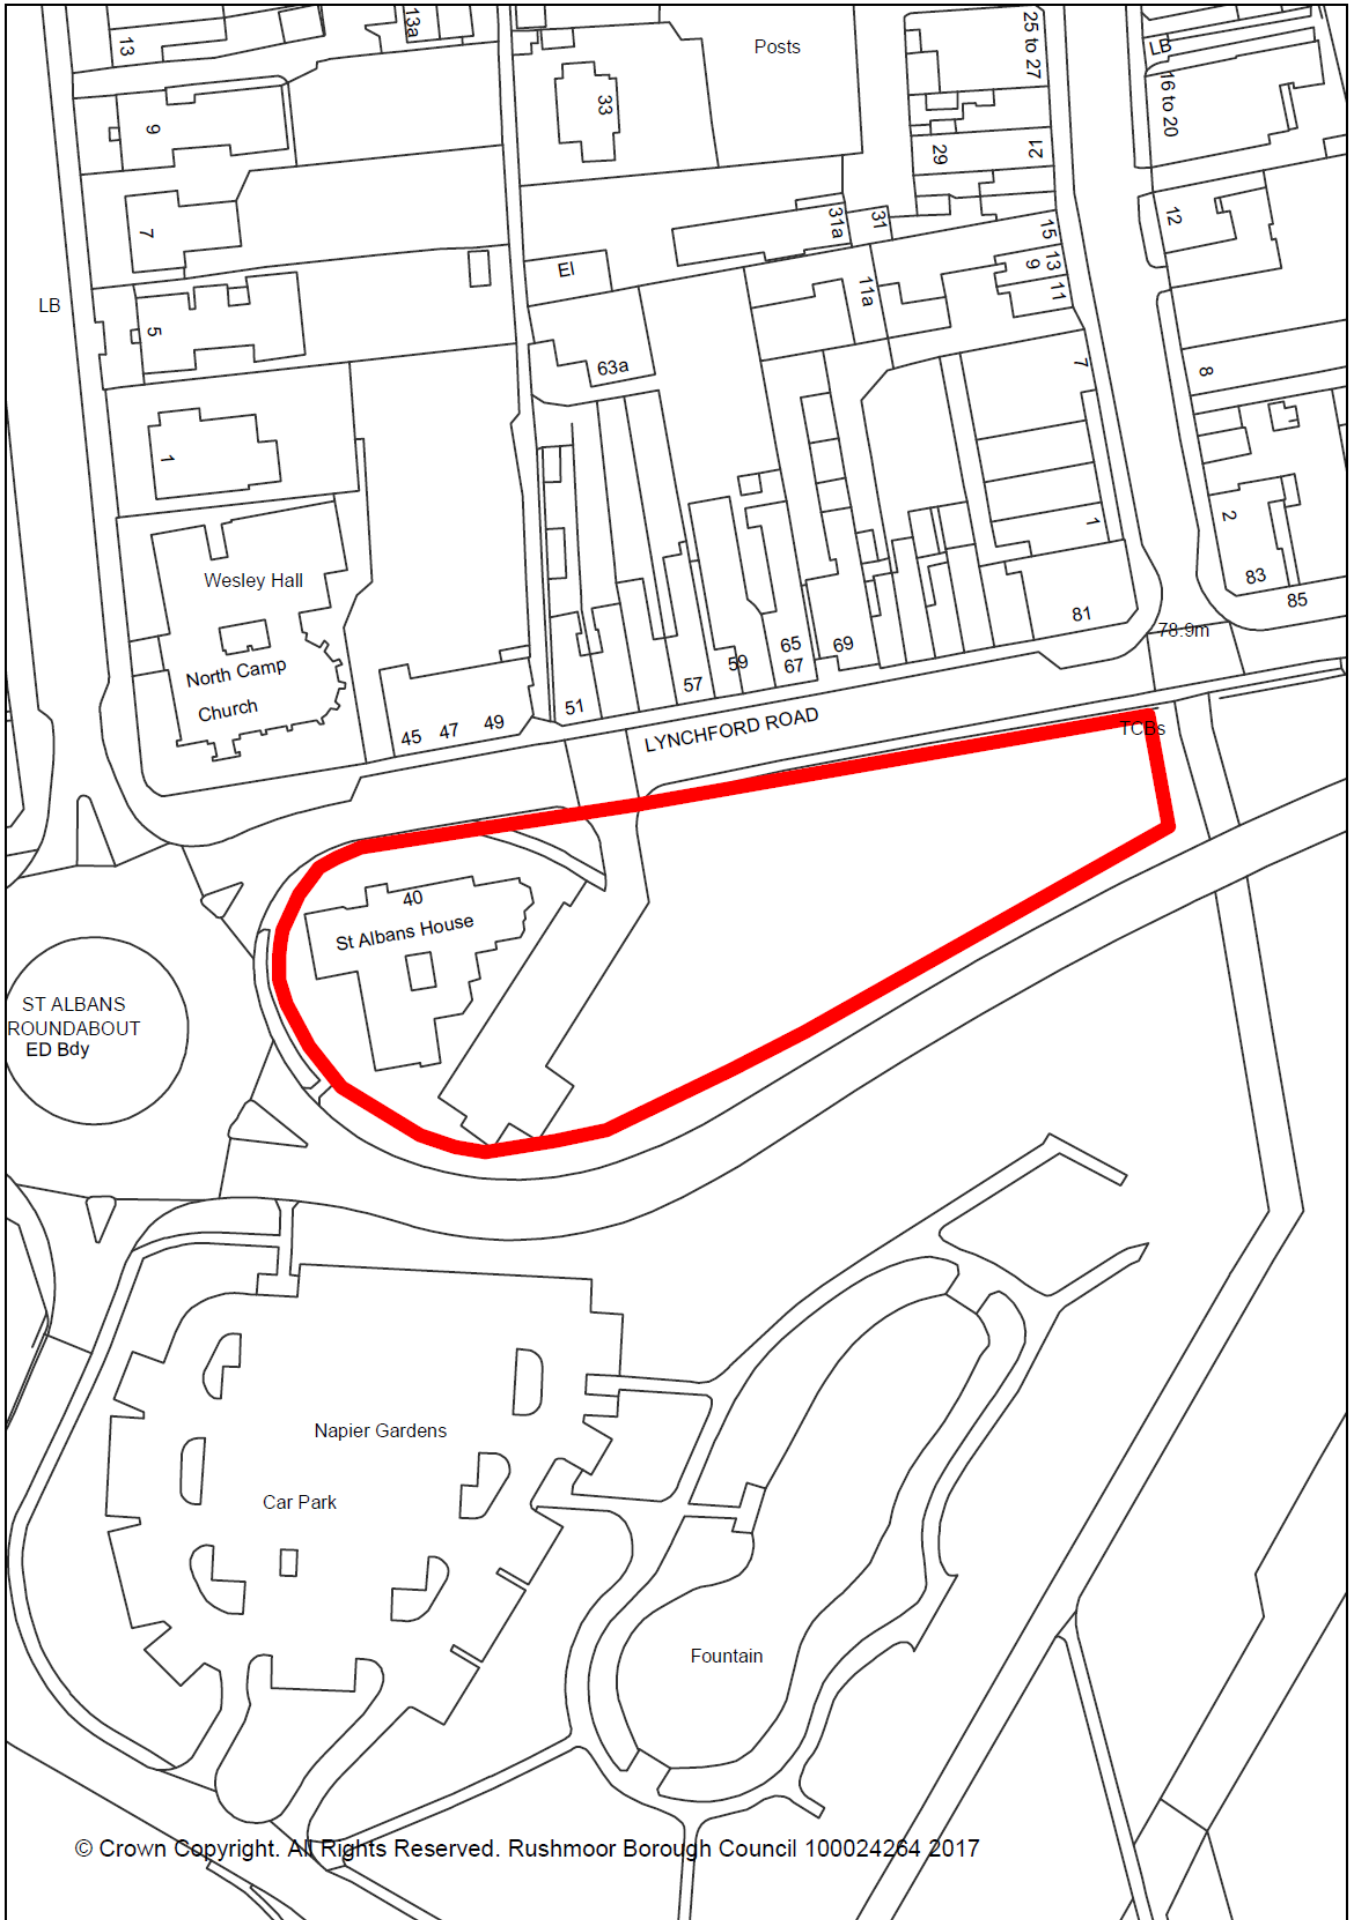 13
13a
Posts
25 to 27
LB
16 to 20
9
33
29
21
7
31a
31
15
12
El
9
13
11
LB
5
11a
63a
7
8
1
2
1
Wesley Hall
83
85
81
78.9m
North Camp
Church
65
67
69
59
57
51
45
47
49
LYNCHFORD ROAD
TCBs
40
St Albans House
ST ALBANS
ROUNDABOUT
ED Bdy
Napier Gardens
Car Park
Fountain
© Crown Copyright. All Rights Reserved. Rushmoor Borough Council 100024264 2017